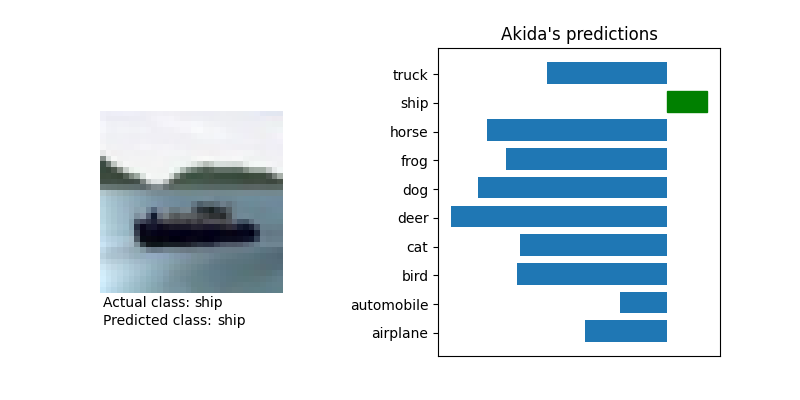 Akida's predictions
truck
ship
horse
frog
dog
deer
cat
bird
automobile
airplane
Actual class: ship
Predicted class: ship